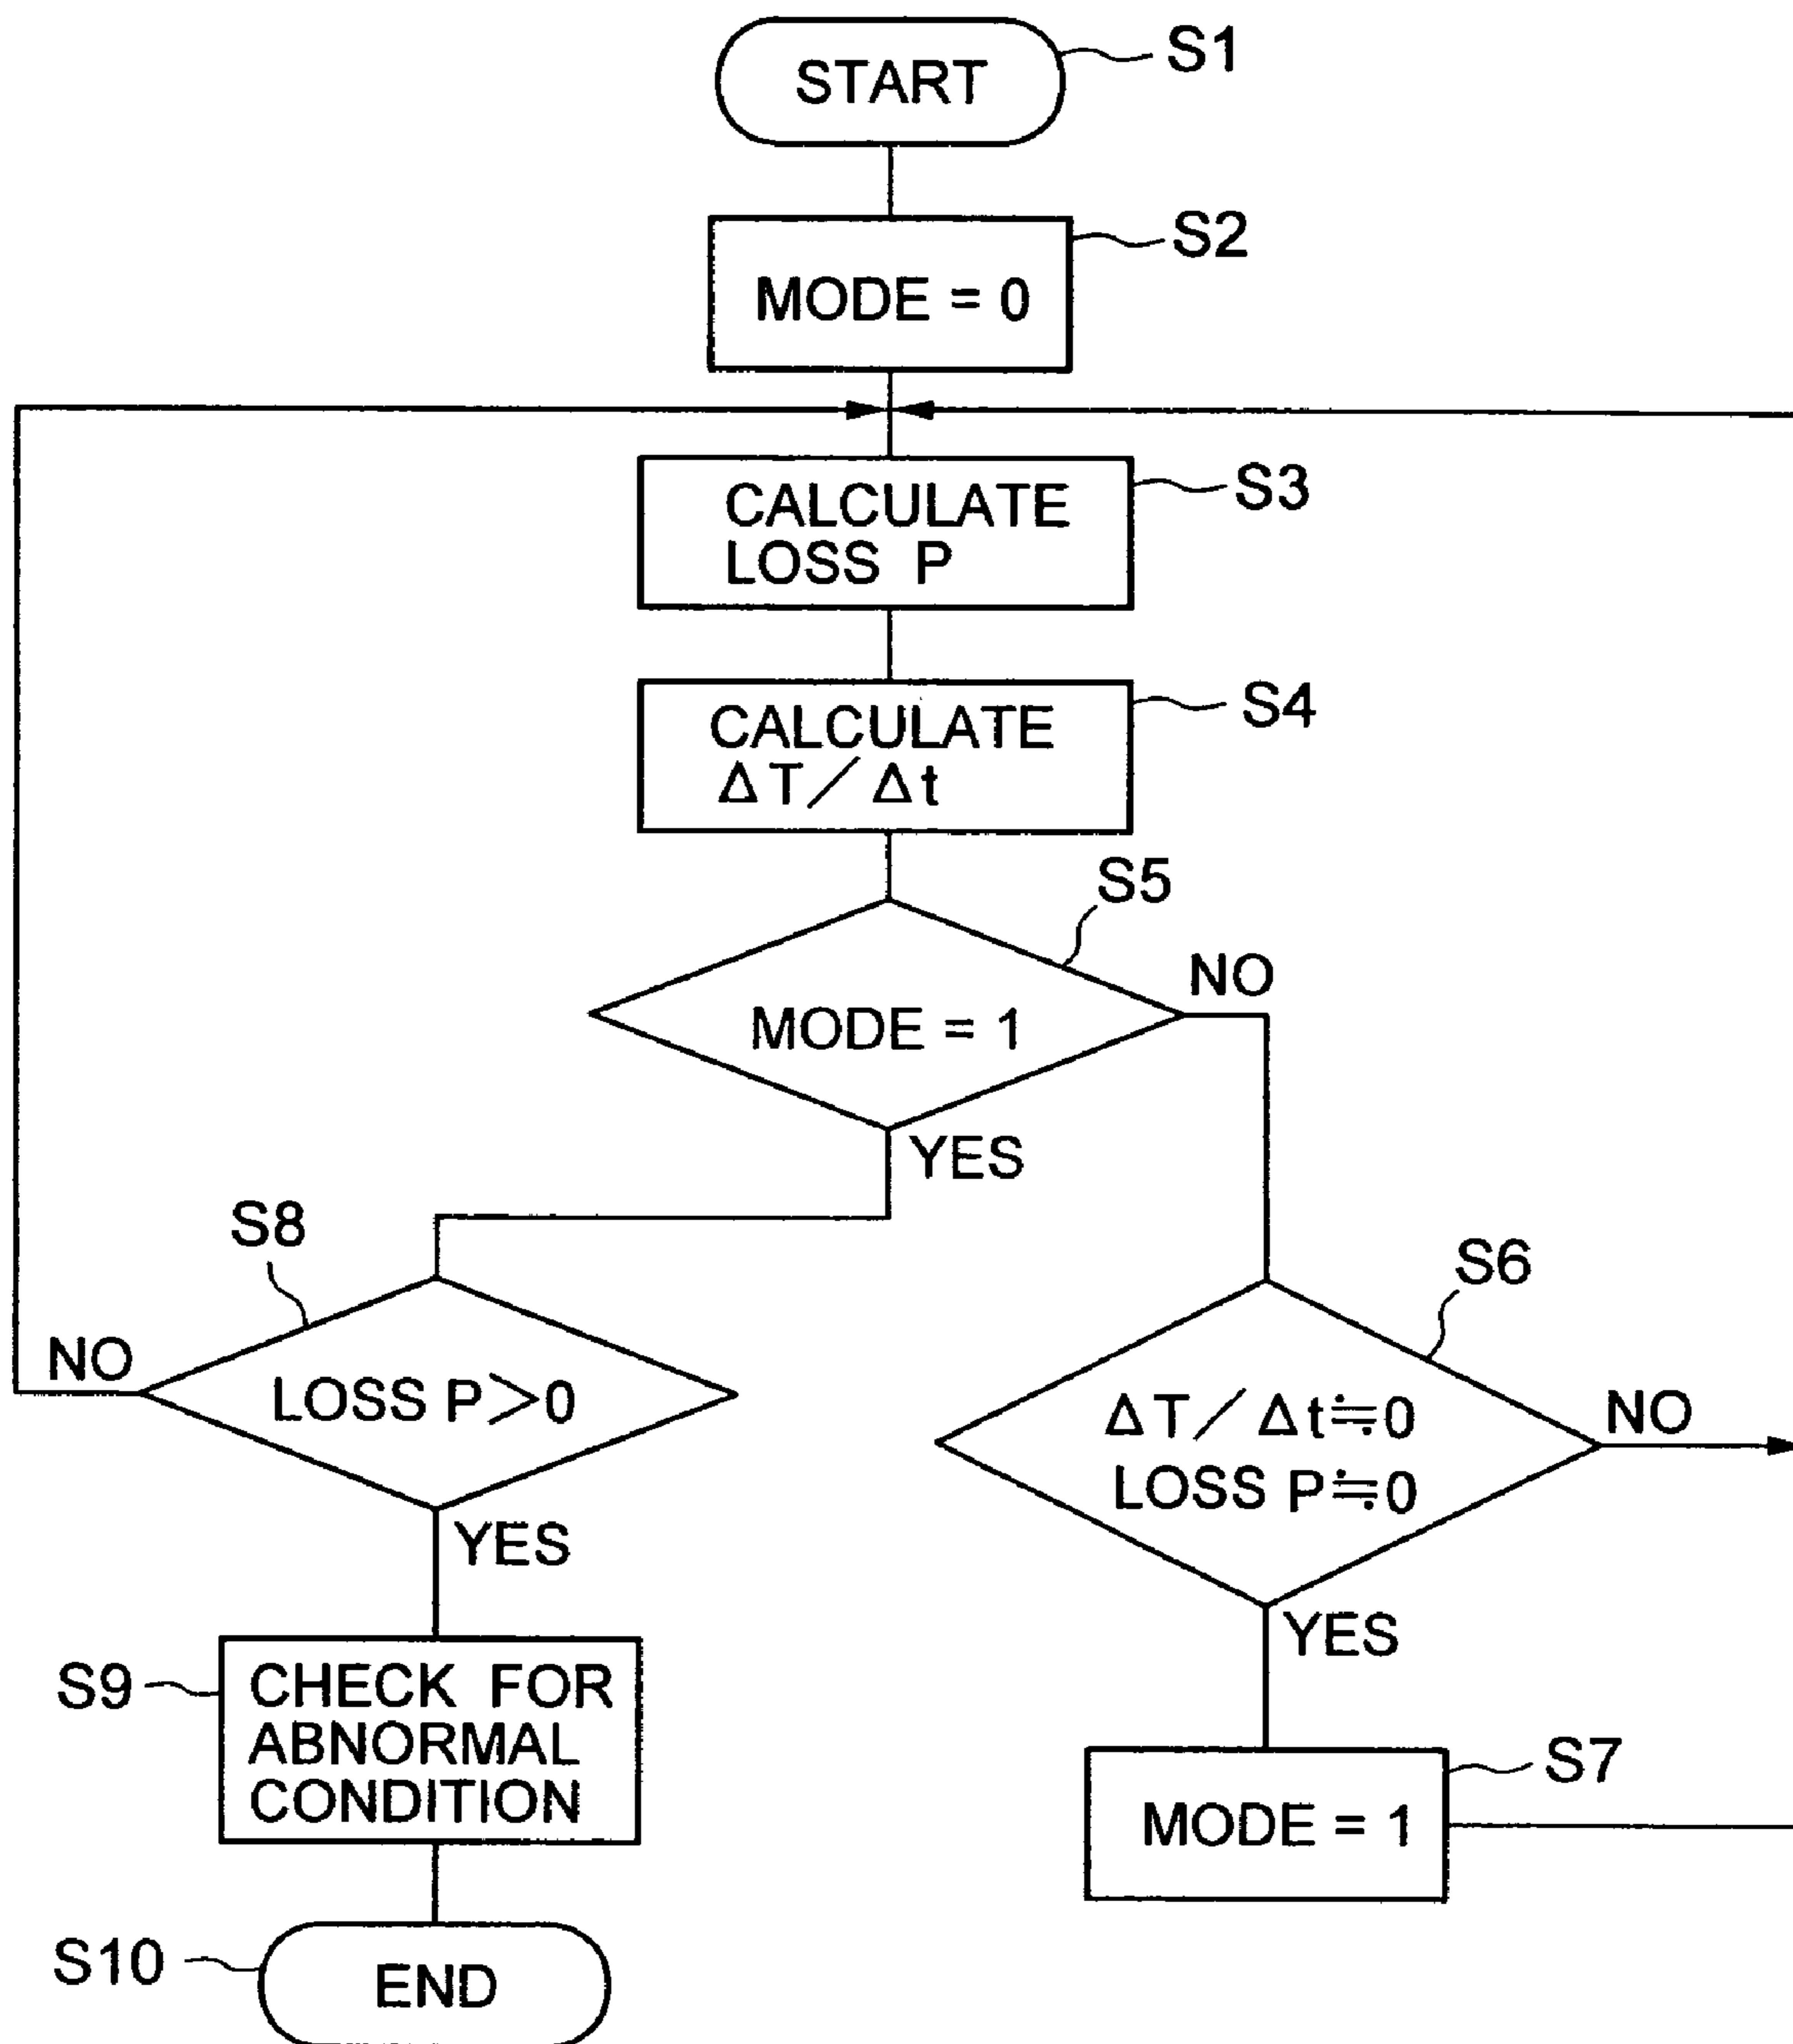 START
S1
S2
MODE = 0
S3
CALCULATE
LOSS P
S4
CALCULATE
ΔT／Δt
S5
NO
MODE = 1
YES
S8
NO
LOSS P＞0
YES
S6
ΔT／Δt≒0
LOSS P≒0
NO
YES
S9
CHECK FOR
ABNORMAL
CONDITION
S7
MODE = 1
S10
END